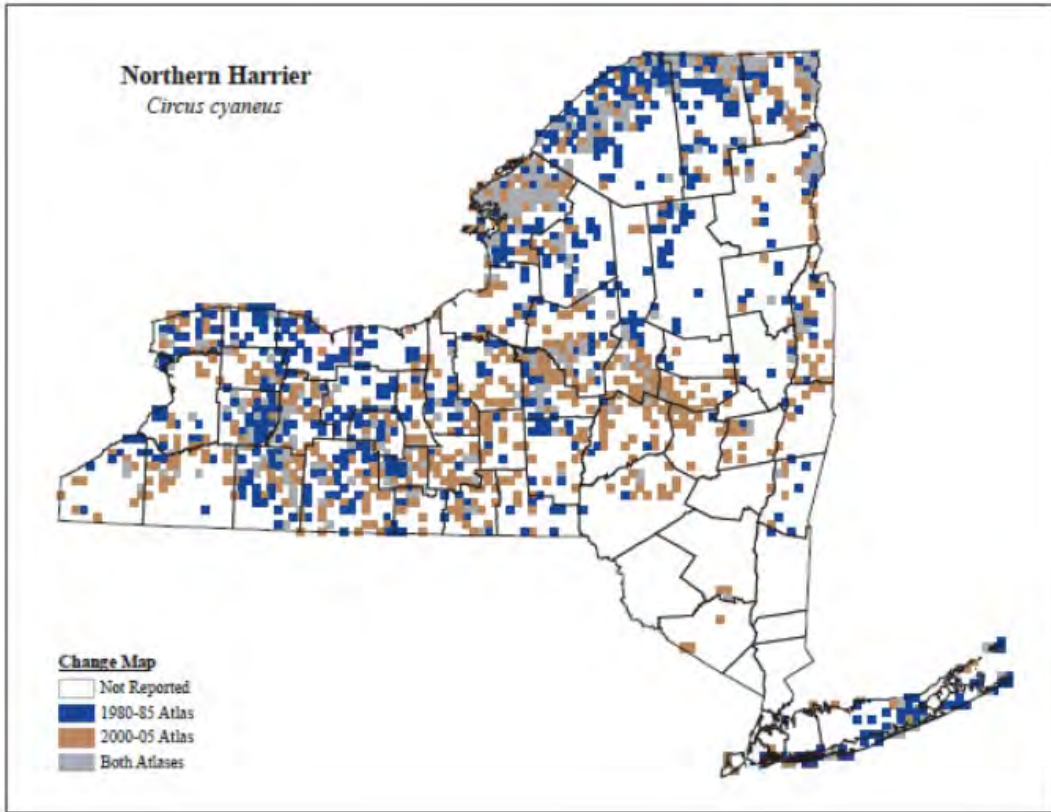 Northern Harrier
Circus cyaneus
Change Map
Not Reported
1980-85 Atlas
2000-05 Atlas
Both Atlases